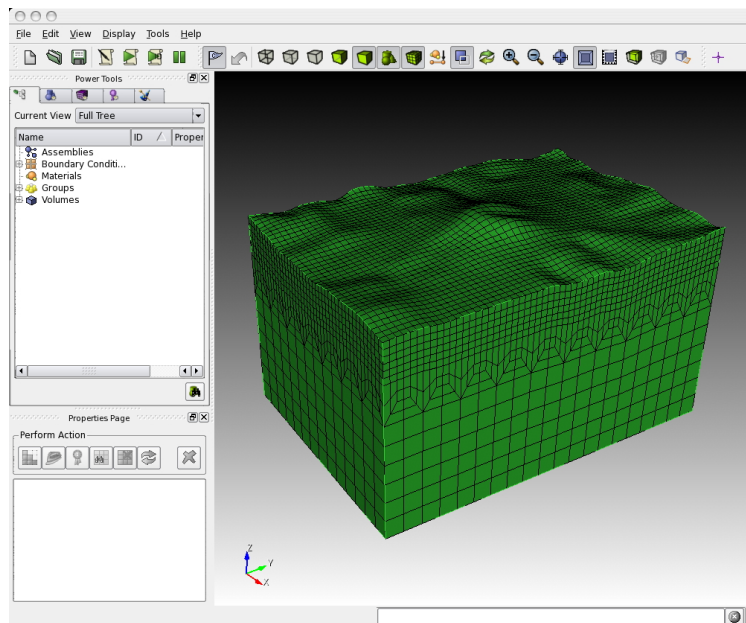 File Edit View Display Tools Help
Power Tools
Current View Full Tree
Name ID Proper
Assemblies
Boundary Conditi...
Materials
Groups
Volumes
Properties Page
Perform Action
Z
Y
X